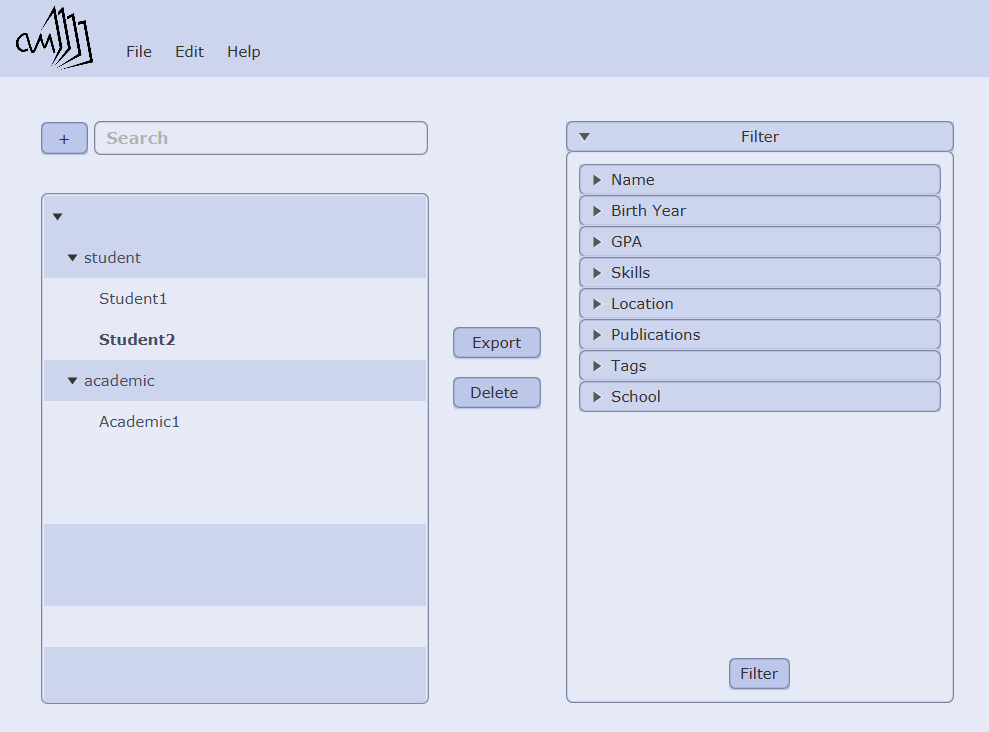 CVM
File Edit Help
+ Search
student
Student1
Student2
academic
Academic1
Export
Delete
Filter
Name
Birth Year
GPA
Skills
Location
Publications
Tags
School
Filter